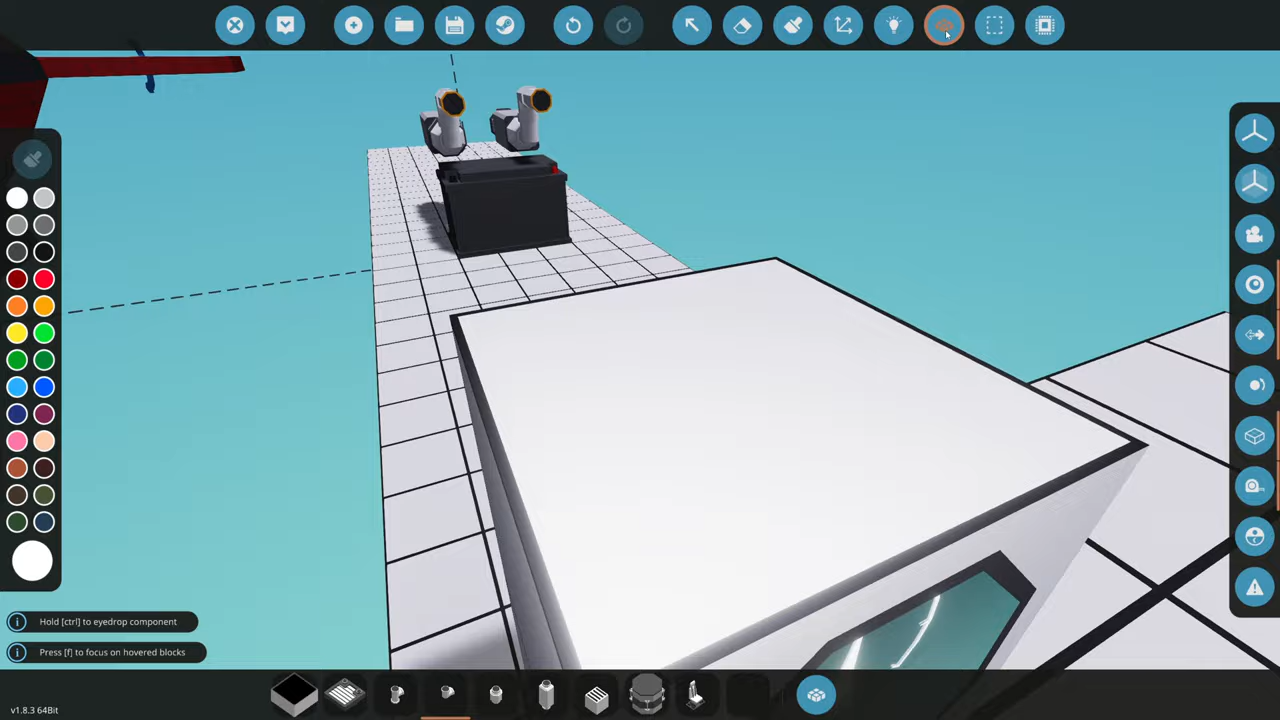 Hold [ctrl] to eyedrop component
Press [f] to focus on hovered blocks
v1.8.3 64Bit